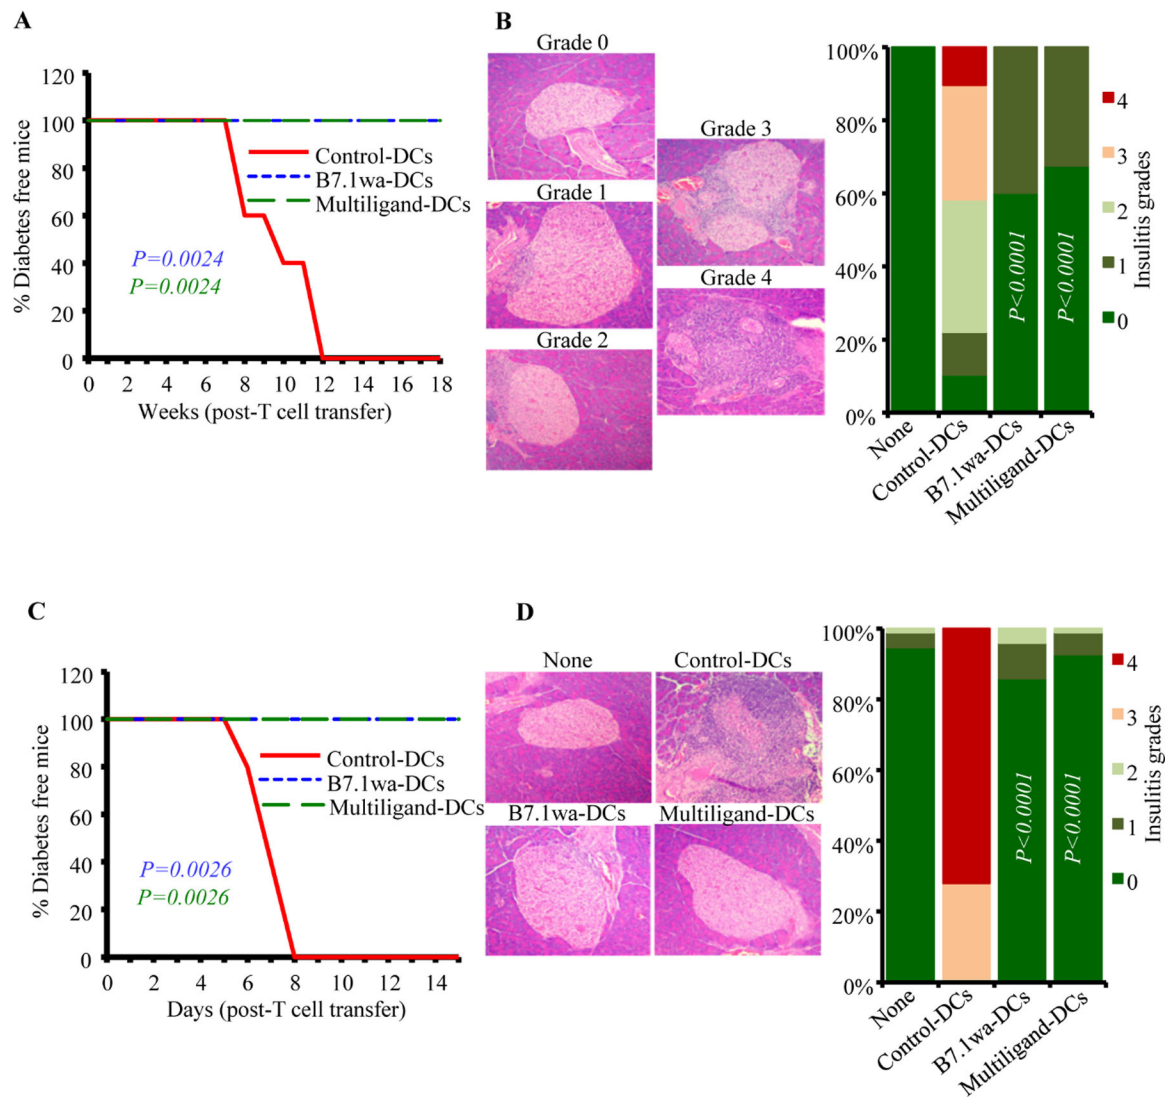 A
120
100
80
60
40
20
0
% Diabetes free mice
Control-DCs
B7.1wa-DCs
Multiligand-DCs
P=0.0024
P=0.0024
0 2 4 6 8 10 12 14 16 18
Weeks (post-T cell transfer)
B
Grade 0
Grade 1
Grade 2
Grade 3
Grade 4
100%
80%
60%
40%
20%
0%
P<0.0001
P<0.0001
None
Control-DCs
B7.1wa-DCs
Multiligand-DCs
4
3
2
1
0
Insulitis grades
C
120
100
80
60
40
20
0
% Diabetes free mice
Control-DCs
B7.1wa-DCs
Multiligand-DCs
P=0.0026
P=0.0026
0 2 4 6 8 10 12 14
Days (post-T cell transfer)
D
None
Control-DCs
B7.1wa-DCs
Multiligand-DCs
100%
80%
60%
40%
20%
0%
P<0.0001
P<0.0001
None
Control-DCs
B7.1wa-DCs
Multiligand-DCs
4
3
2
1
0
Insulitis grades